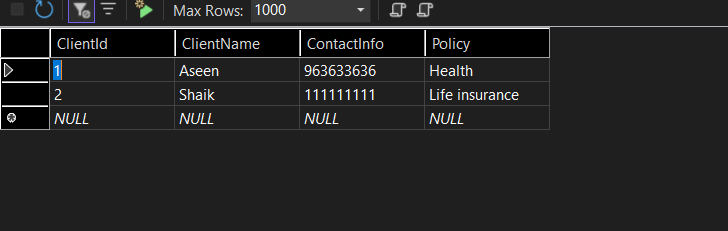 Max Rows: 1000
ClientId ClientName ContactInfo Policy
1 Aseen 963633636 Health
2 Shaik 111111111 Life insurance
NULL NULL NULL NULL